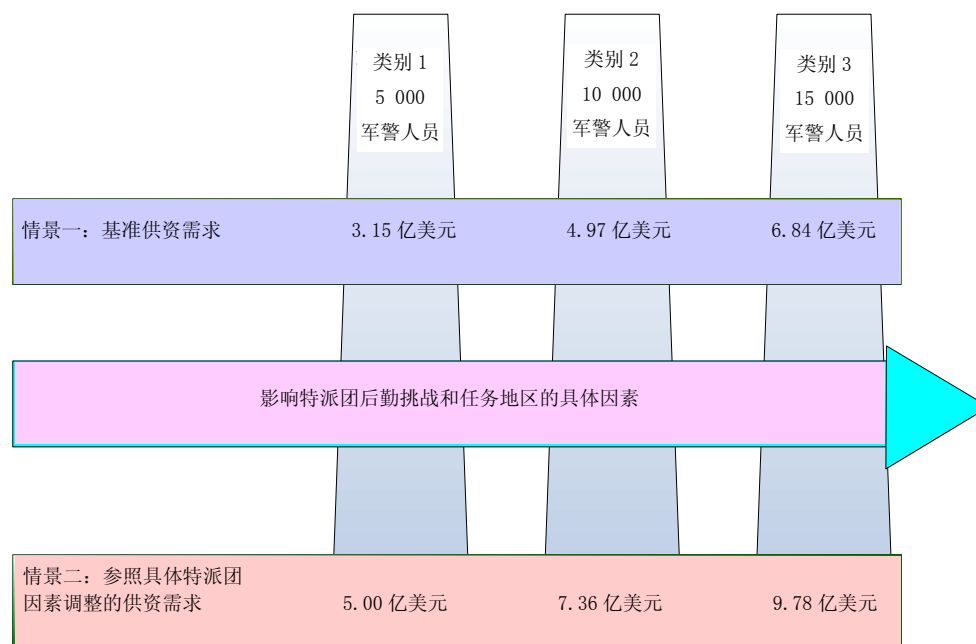 类别 1
5 000
军警人员
类别 2
10 000
军警人员
类别 3
15 000
军警人员
情景一：基准供资需求 3.15 亿美元 4.97 亿美元 6.84 亿美元
影响特派团后勤挑战和任务地区的具体因素
情景二：参照具体特派团
因素调整的供资需求 5.00 亿美元 7.36 亿美元 9.78 亿美元